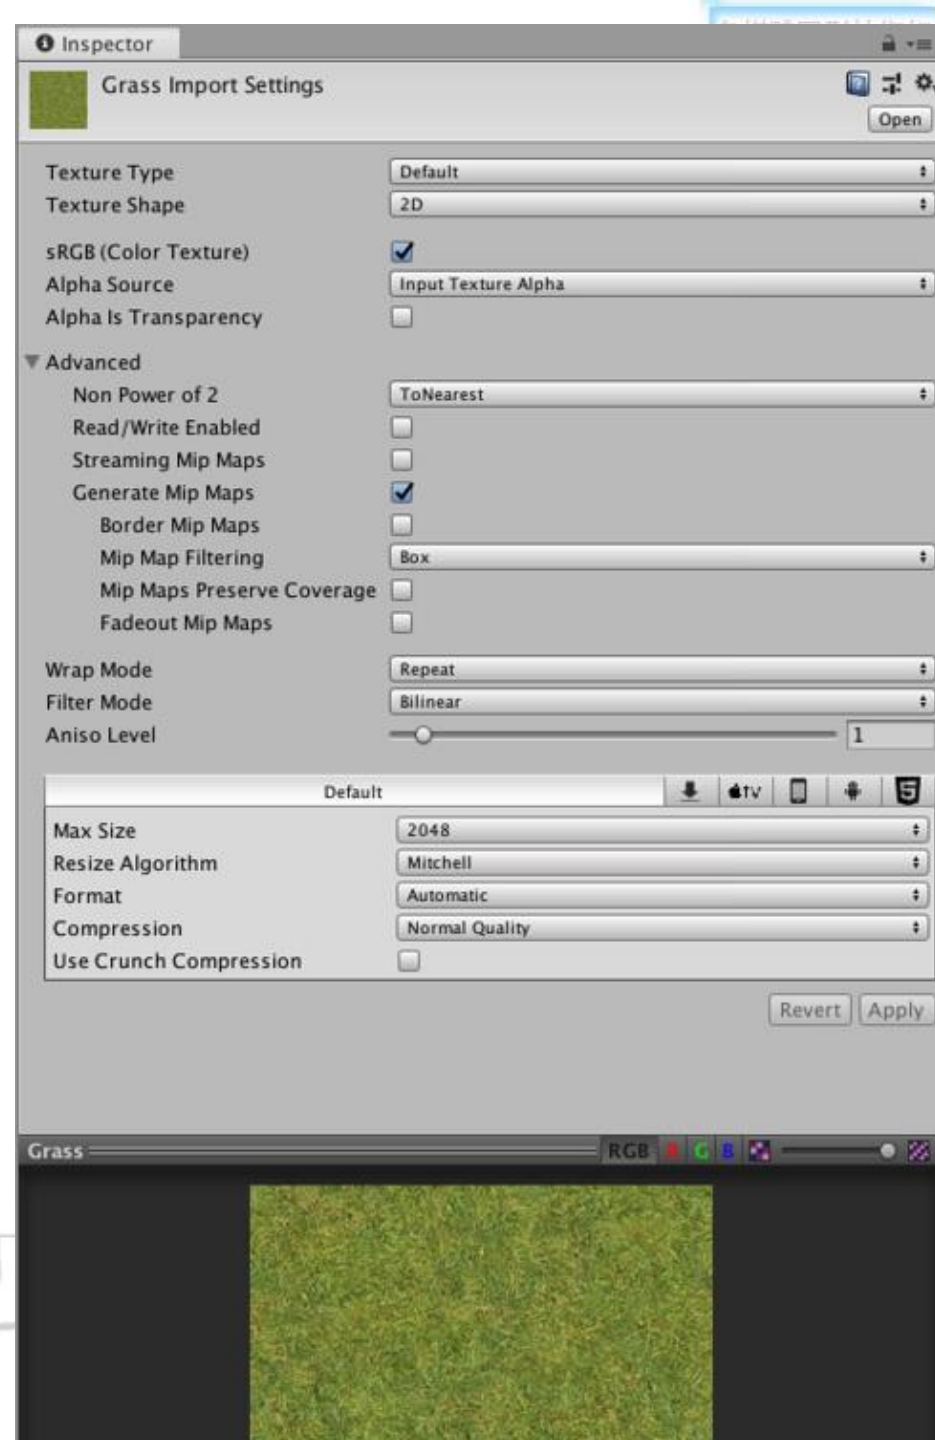 Inspector
Grass Import Settings
Open
Texture Type Default
Texture Shape 2D
sRGB (Color Texture)
Alpha Source Input Texture Alpha
Alpha Is Transparency
Advanced
Non Power of 2 ToNearest
Read/Write Enabled
Streaming Mip Maps
Generate Mip Maps
Border Mip Maps
Mip Map Filtering Box
Mip Maps Preserve Coverage
Fadeout Mip Maps
Wrap Mode Repeat
Filter Mode Bilinear
Aniso Level 1
Default tv
Max Size 2048
Resize Algorithm Mitchell
Format Automatic
Compression Normal Quality
Use Crunch Compression
Revert Apply
Grass RGB R G B